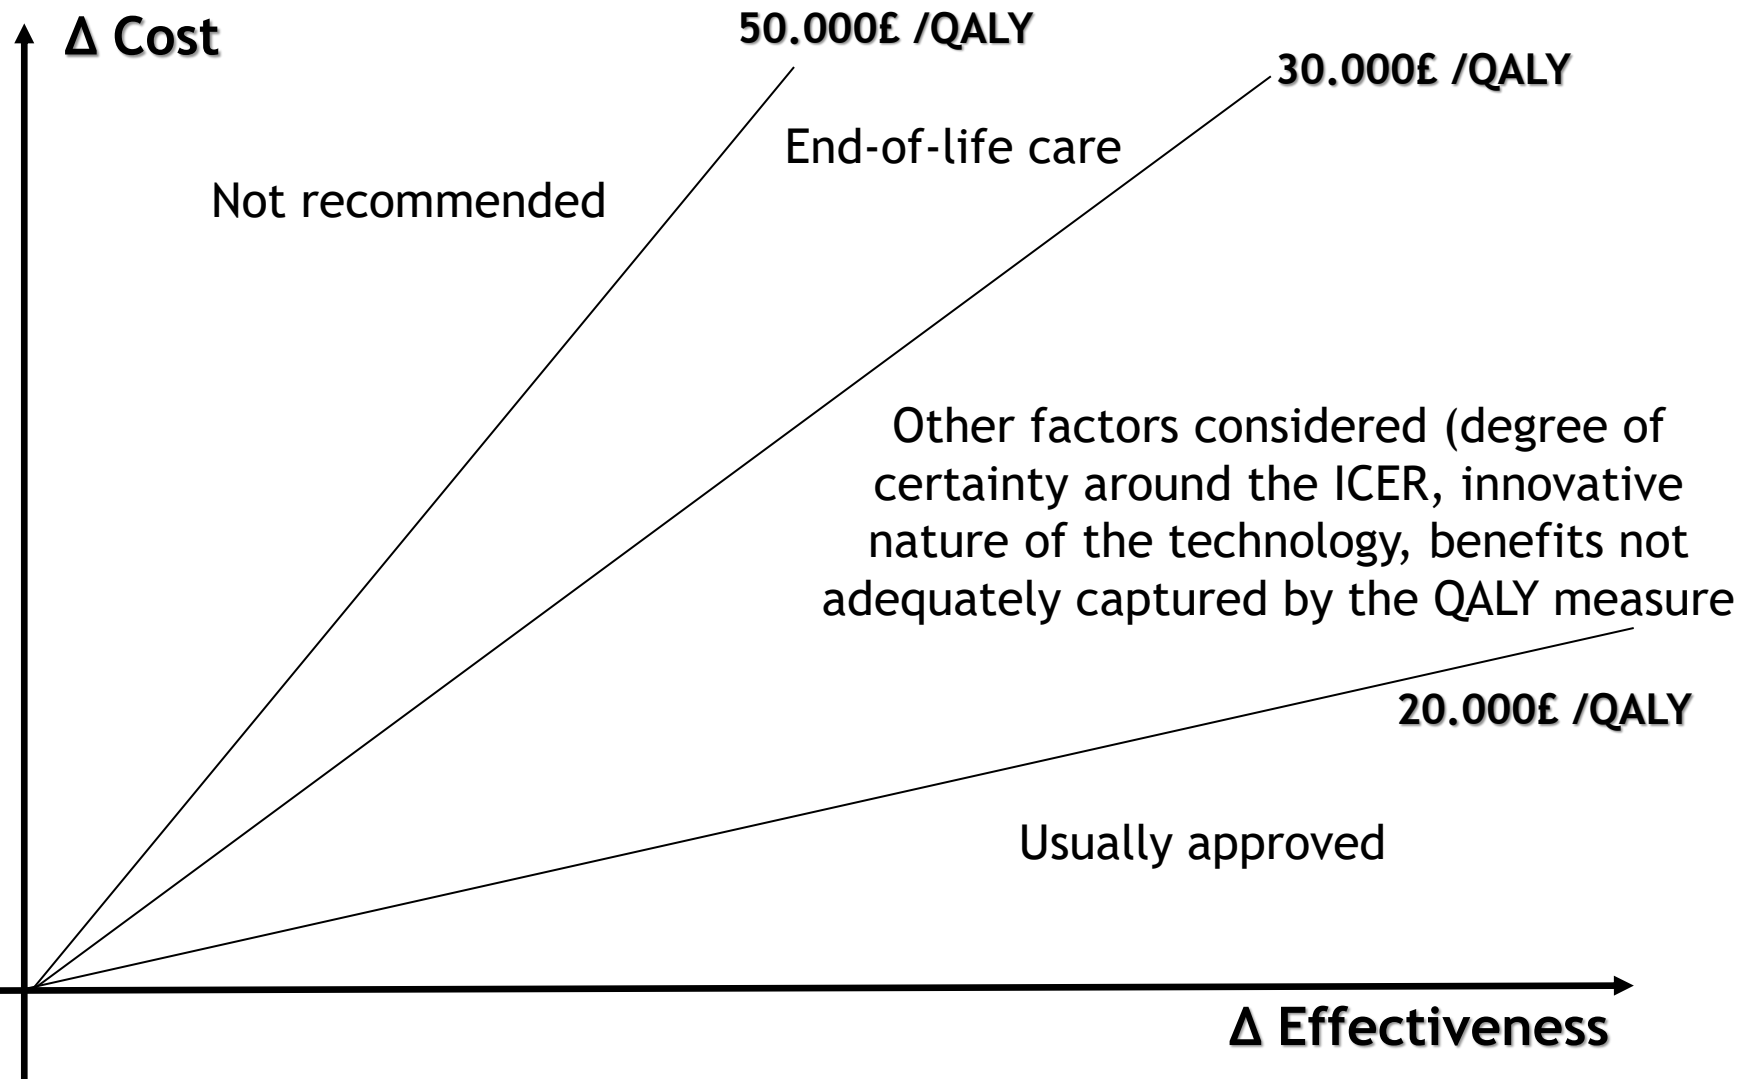 Δ Cost
50.000£ /QALY
30.000£ /QALY
End-of-life care
Not recommended
Other factors considered (degree of
certainty around the ICER, innovative
nature of the technology, benefits not
adequately captured by the QALY measure
20.000£ /QALY
Usually approved
Δ Effectiveness